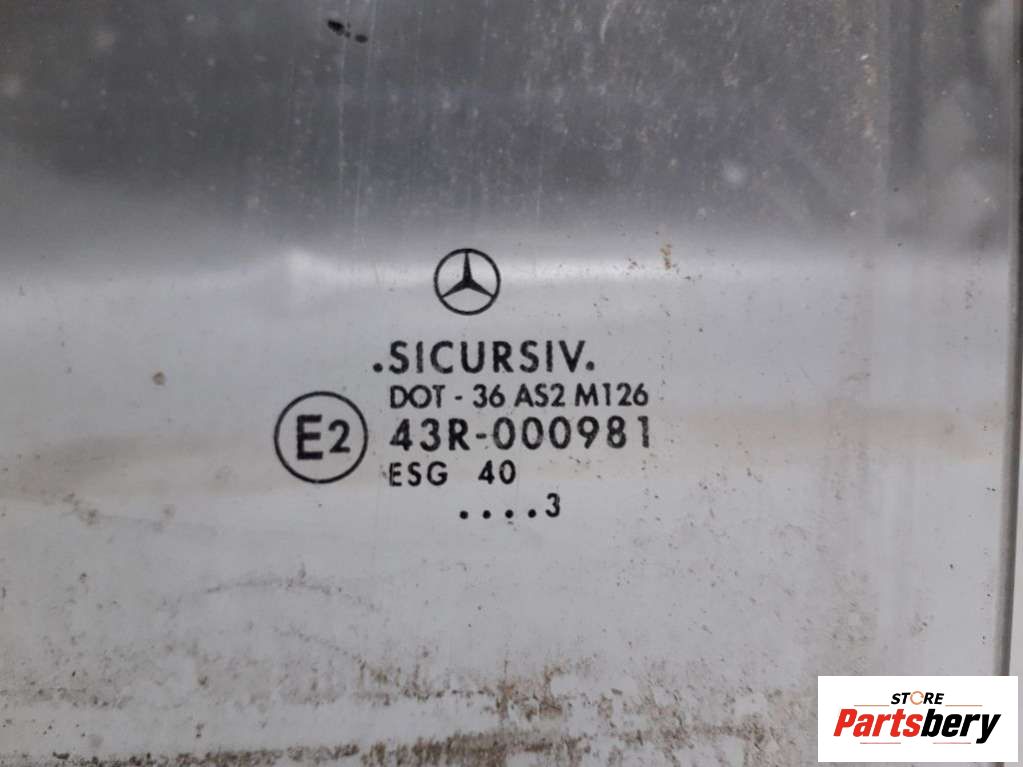 .SICURSIV.
DOT - 36 AS2 M126
E2 43R-000981
ESG 40
....3
STORE
Partsbery